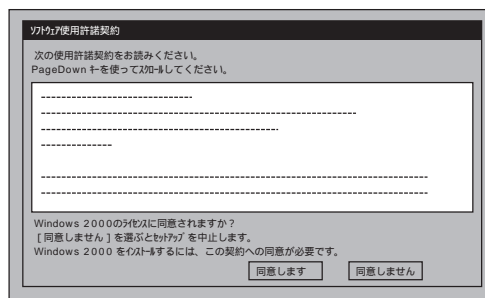 ｿﾌﾄｳｪｱ使用許諾契約
次の使用許諾契約をお読みください。
PageDown ｷｰを使ってｽｸﾛｰﾙしてください。
Windows 2000のﾗｲｾﾝｽに同意されますか？
[ 同意しません ] を選ぶとｾｯﾄｱｯﾌﾟを中止します。
Windows 2000 をｲﾝｽﾄｰﾙするには、この契約への同意が必要です。
同意します 同意しません